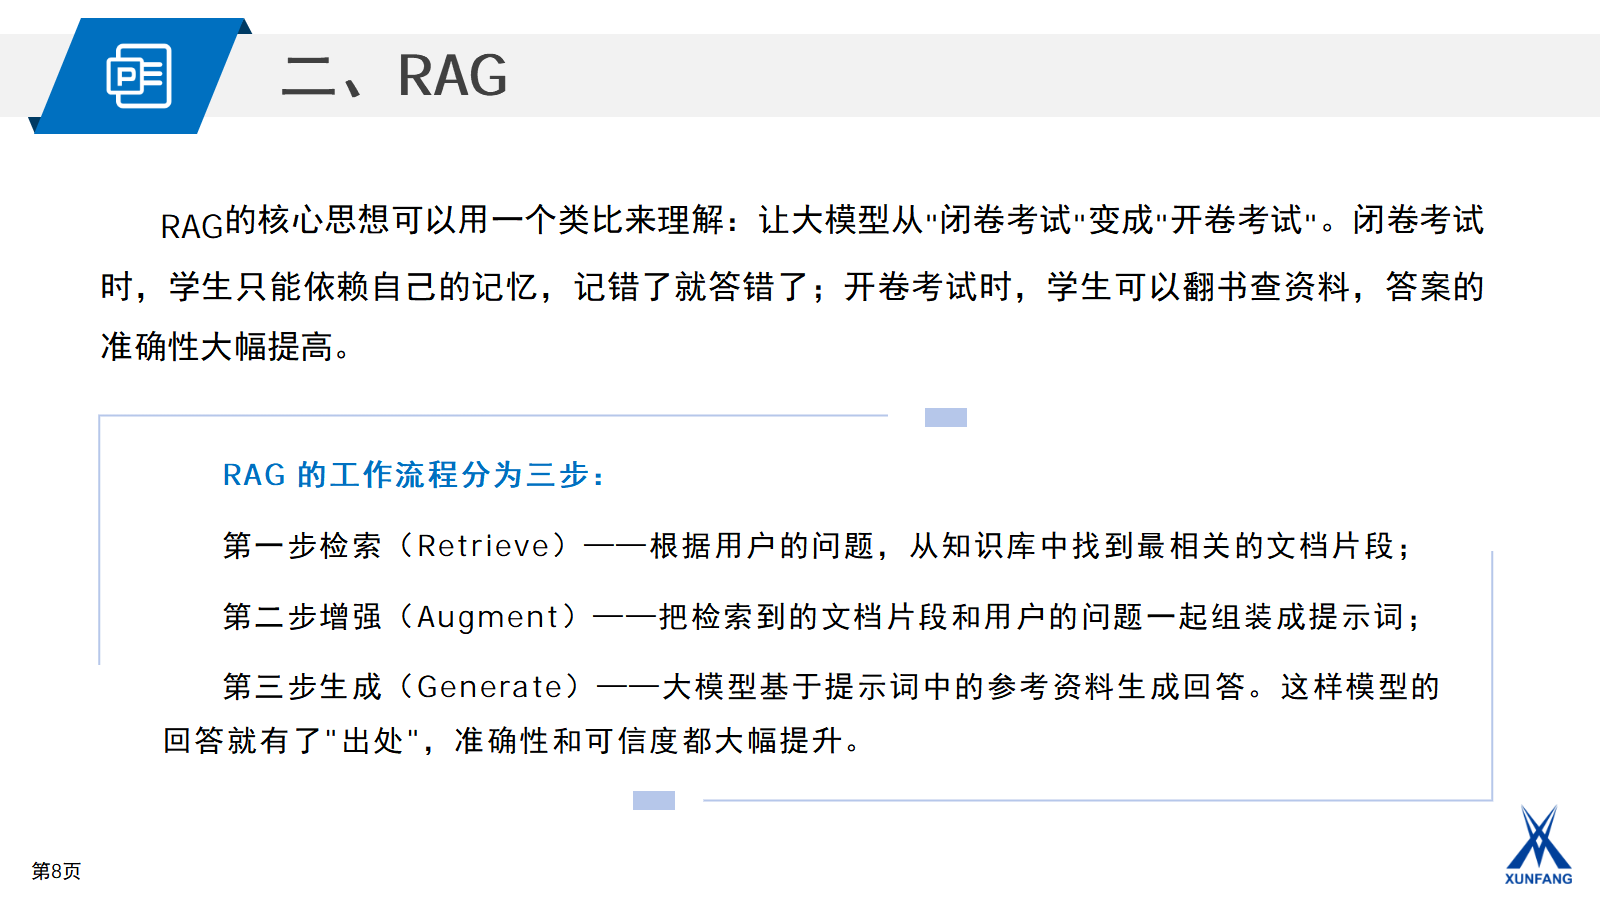 二、RAG
RAG的核心思想可以用一个类比来理解：让大模型从"闭卷考试"变成"开卷考试"。闭卷考试
时，学生只能依赖自己的记忆，记错了就答错了；开卷考试时，学生可以翻书查资料，答案的
准确性大幅提高。
RAG 的工作流程分为三步：
第一步检索（Retrieve）——根据用户的问题，从知识库中找到最相关的文档片段；
第二步增强（Augment）——把检索到的文档片段和用户的问题一起组装成提示词；
第三步生成（Generate）——大模型基于提示词中的参考资料生成回答。这样模型的
回答就有了"出处"，准确性和可信度都大幅提升。
第8页
XUNFANG